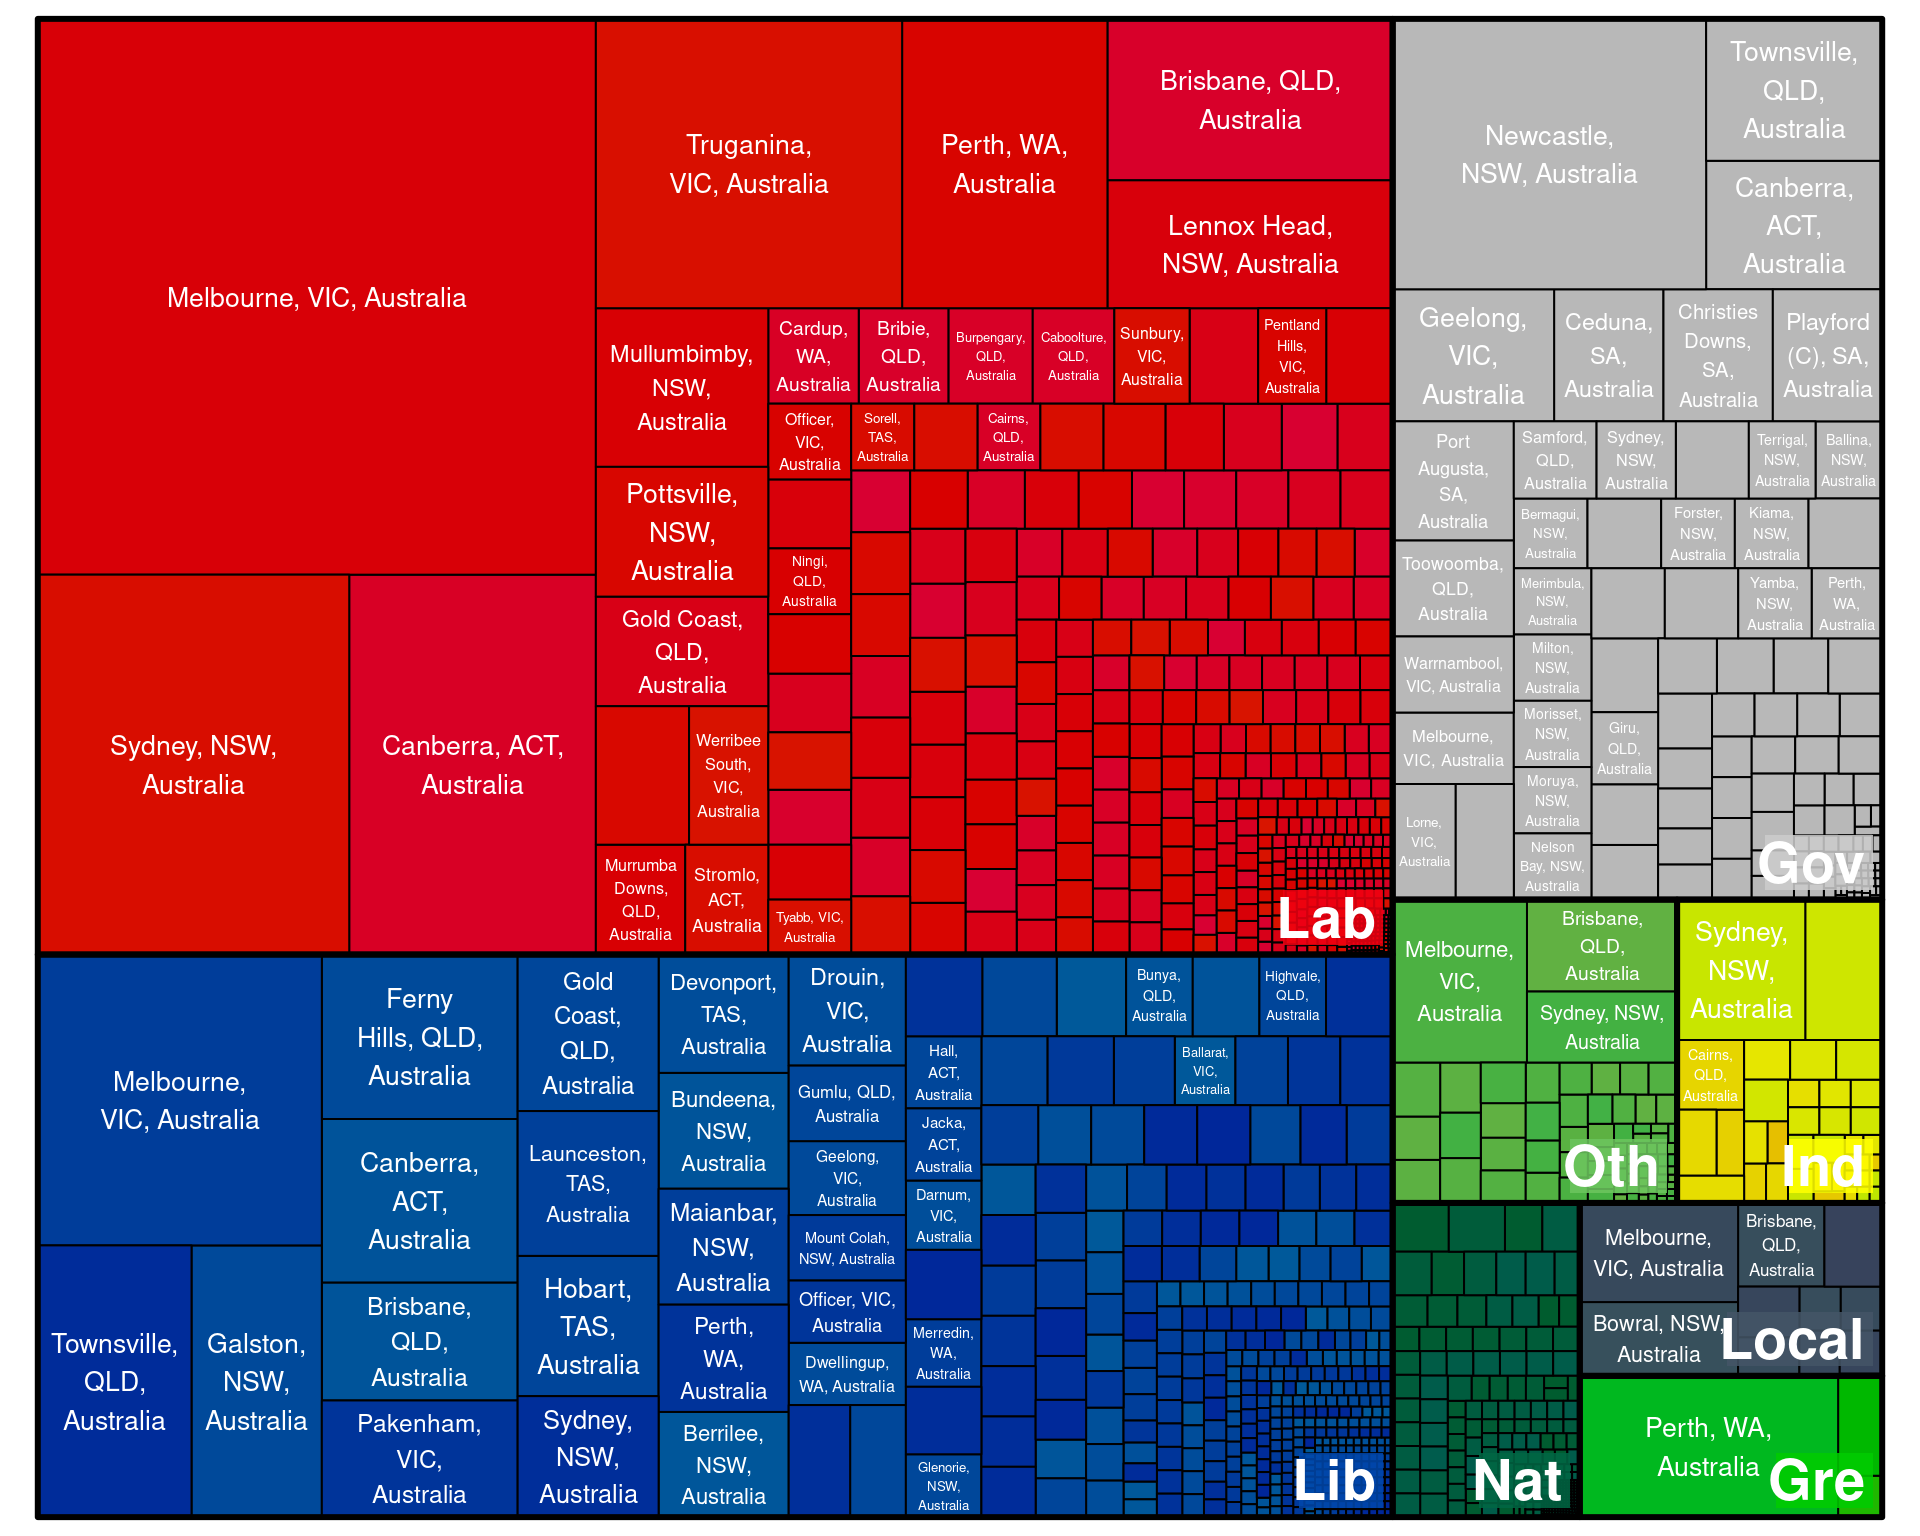 Melbourne, VIC, Australia
Sydney, NSW,
Australia
Canberra, ACT,
Australia
Truganina,
VIC, Australia
Perth, WA,
Australia
Brisbane, QLD,
Australia
Lennox Head,
NSW, Australia
Mullumbimby,
NSW,
Australia
Pottsville,
NSW,
Australia
Gold Coast,
QLD,
Australia
Werribee
South,
VIC,
Australia
Murrumba
Downs,
QLD,
Australia
Stromlo,
ACT,
Australia
Cardup,
WA,
Australia
Bribie,
QLD,
Australia
Burpengary,
QLD,
Australia
Caboolture,
QLD,
Australia
Sunbury,
VIC,
Australia
Pentland
Hills,
VIC,
Australia
Officer,
VIC,
Australia
Sorell,
TAS,
Australia
Cairns,
QLD,
Australia
Ningi,
QLD,
Australia
Tyabb, VIC,
Australia
Lab
Newcastle,
NSW, Australia
Townsville,
QLD,
Australia
Canberra,
ACT,
Australia
Geelong,
VIC,
Australia
Ceduna,
SA,
Australia
Christies
Downs,
SA,
Australia
Playford
(C), SA,
Australia
Port
Augusta,
SA,
Australia
Toowoomba,
QLD,
Australia
Warrnambool,
VIC, Australia
Melbourne,
VIC, Australia
Lorne,
VIC,
Australia
Samford,
QLD,
Australia
Sydney,
NSW,
Australia
Terrigal,
NSW,
Australia
Ballina,
NSW,
Australia
Bermagui,
NSW,
Australia
Forster,
NSW,
Australia
Kiama,
NSW,
Australia
Merimbula,
NSW,
Australia
Yamba,
NSW,
Australia
Perth,
WA,
Australia
Milton,
NSW,
Australia
Morisset,
NSW,
Australia
Giru,
QLD,
Australia
Moruya,
NSW,
Australia
Nelson
Bay, NSW,
Australia
Gov
Melbourne,
VIC, Australia
Townsville,
QLD,
Australia
Galston,
NSW,
Australia
Ferny
Hills, QLD,
Australia
Canberra,
ACT,
Australia
Brisbane,
QLD,
Australia
Pakenham,
VIC,
Australia
Gold
Coast,
QLD,
Australia
Launceston,
TAS,
Australia
Hobart,
TAS,
Australia
Sydney,
NSW,
Australia
Devonport,
TAS,
Australia
Bundeena,
NSW,
Australia
Maianbar,
NSW,
Australia
Perth,
WA,
Australia
Berrilee,
NSW,
Australia
Drouin,
VIC,
Australia
Gumlu, QLD,
Australia
Geelong,
VIC,
Australia
Mount Colah,
NSW, Australia
Officer, VIC,
Australia
Dwellingup,
WA, Australia
Hall,
ACT,
Australia
Jacka,
ACT,
Australia
Darnum,
VIC,
Australia
Merredin,
WA,
Australia
Glenorie,
NSW,
Australia
Bunya,
QLD,
Australia
Highvale,
QLD,
Australia
Ballarat,
VIC,
Australia
Lib
Melbourne,
VIC,
Australia
Brisbane,
QLD,
Australia
Sydney, NSW,
Australia
Oth
Sydney,
NSW,
Australia
Cairns,
QLD,
Australia
Ind
Nat
Melbourne,
VIC, Australia
Brisbane,
QLD,
Australia
Bowral, NSW,
Australia
Local
Perth, WA,
Australia
Gre